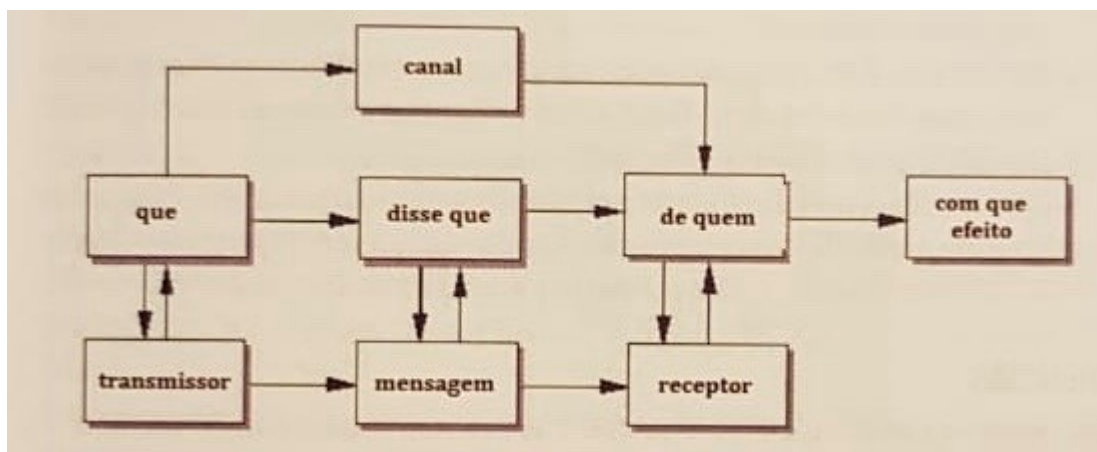 canal
que
disse que
de quem
com que
efeito
transmissor
mensagem
receptor